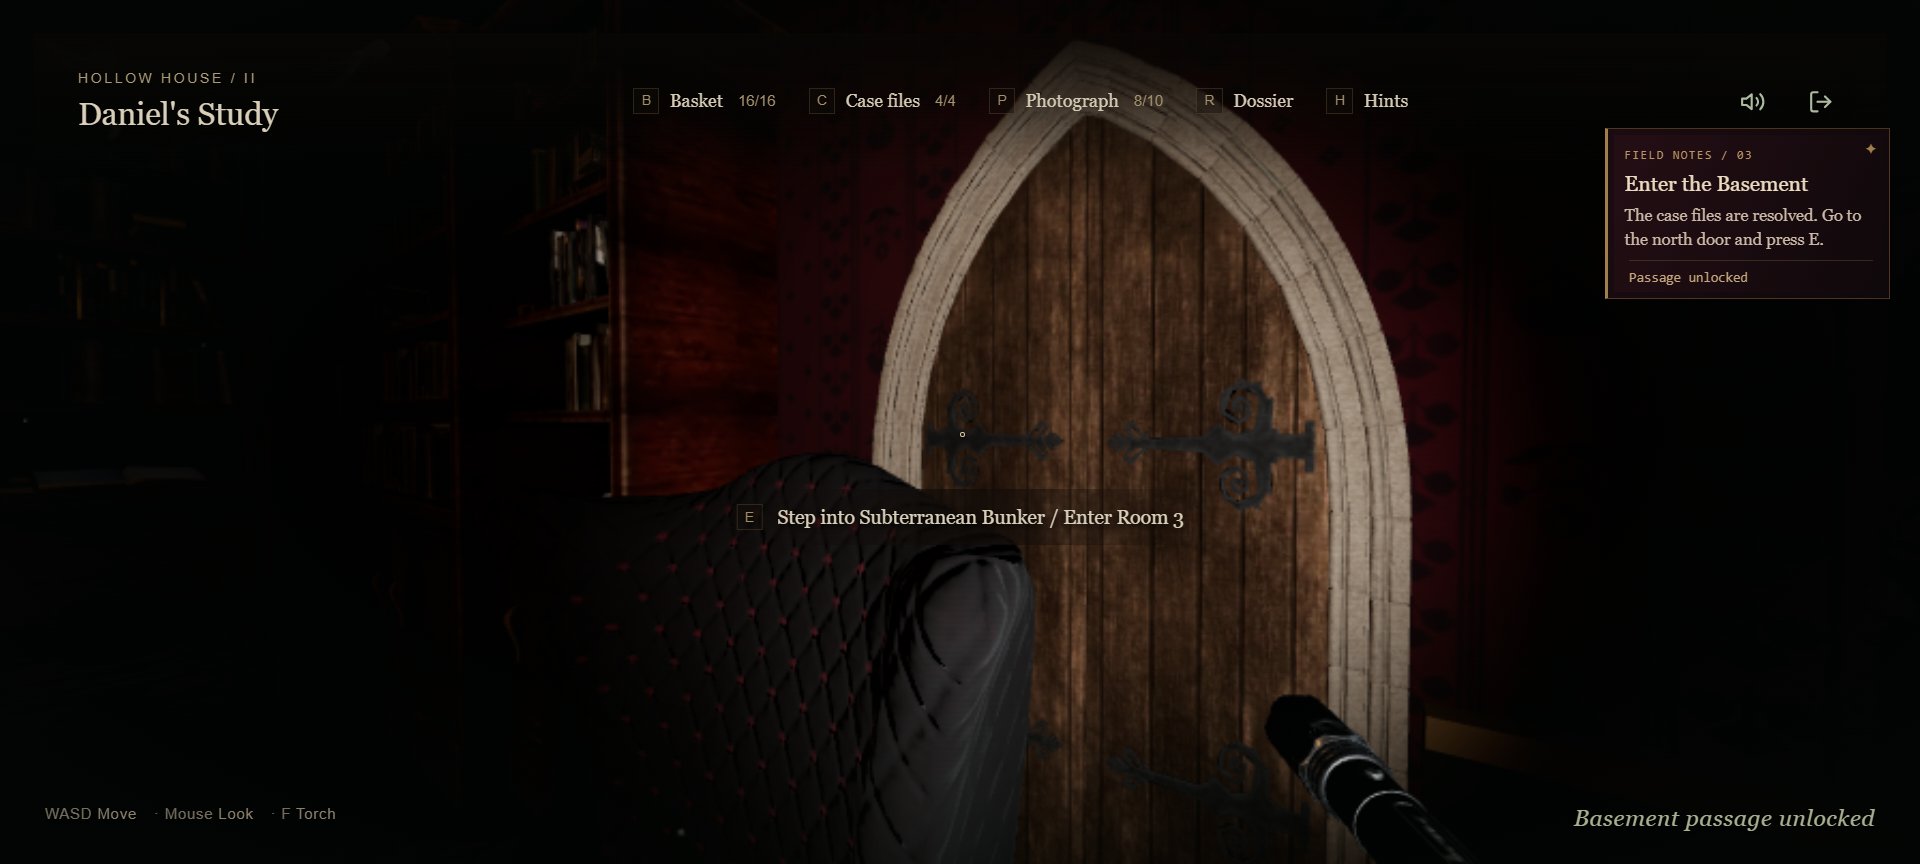 HOLLOW HOUSE / II
Daniel's Study
B Basket 16/16 C Case files 4/4 P Photograph 8/10 R Dossier H Hints
FIELD NOTES / 03
Enter the Basement
The case files are resolved. Go to
the north door and press E.
Passage unlocked
E Step into Subterranean Bunker / Enter Room 3
WASD Move · Mouse Look · F Torch
Basement passage unlocked